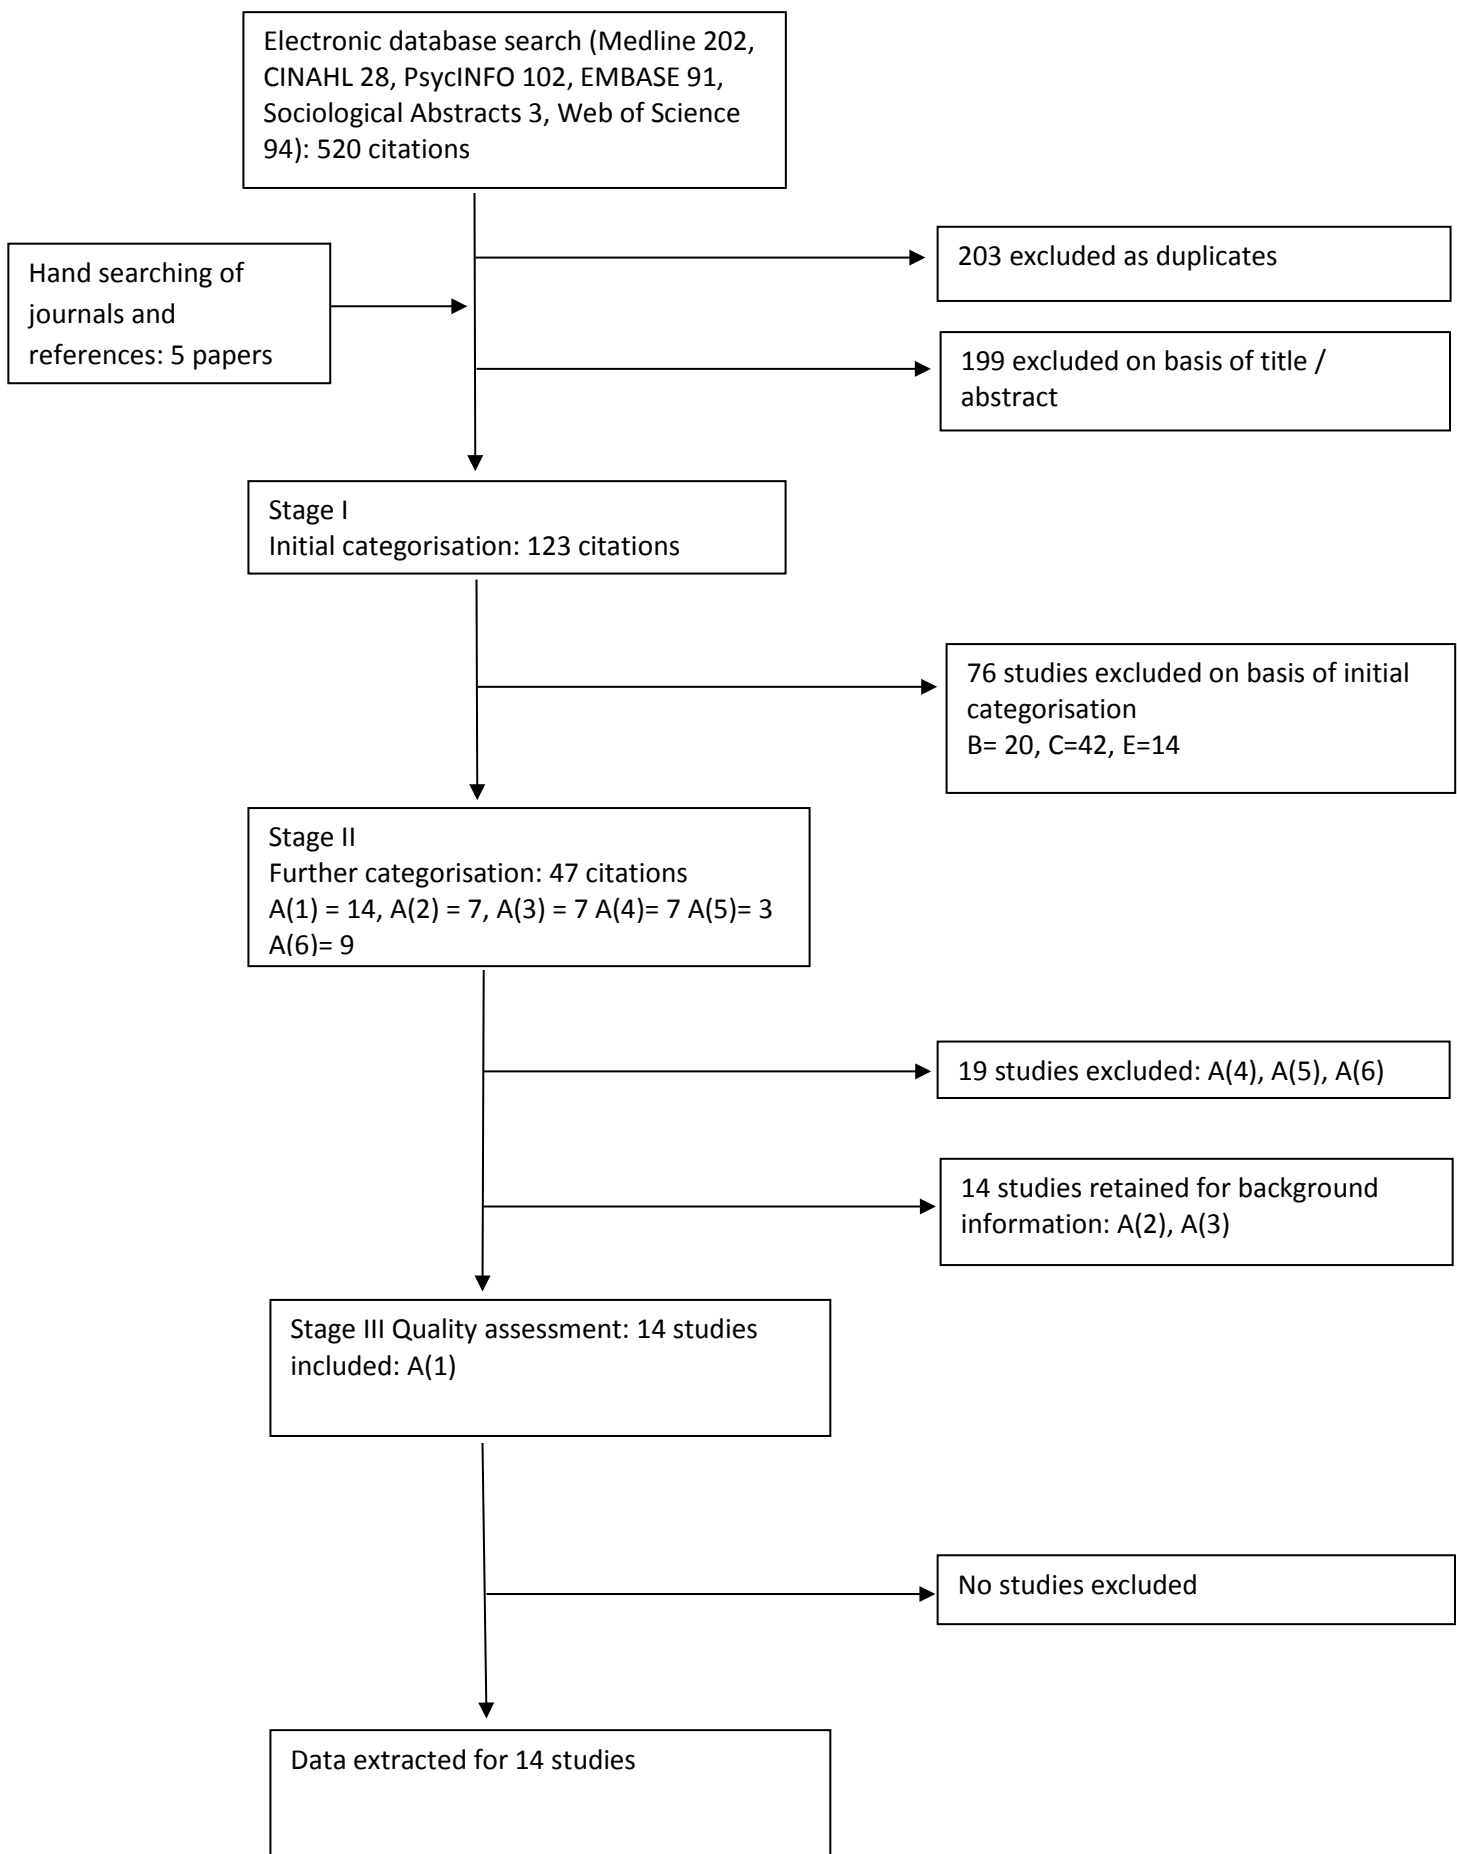 Electronic database search (Medline 202,
CINAHL 28, PsycINFO 102, EMBASE 91,
Sociological Abstracts 3, Web of Science
94): 520 citations
203 excluded as duplicates
Hand searching of
journals and
references: 5 papers
199 excluded on basis of title /
abstract
Stage I
Initial categorisation: 123 citations
76 studies excluded on basis of initial
categorisation
B= 20, C=42, E=14
Stage II
Further categorisation: 47 citations
A(1) = 14, A(2) = 7, A(3) = 7 A(4)= 7 A(5)= 3
A(6)= 9
19 studies excluded: A(4), A(5), A(6)
14 studies retained for background
information: A(2), A(3)
Stage III Quality assessment: 14 studies
included: A(1)
No studies excluded
Data extracted for 14 studies